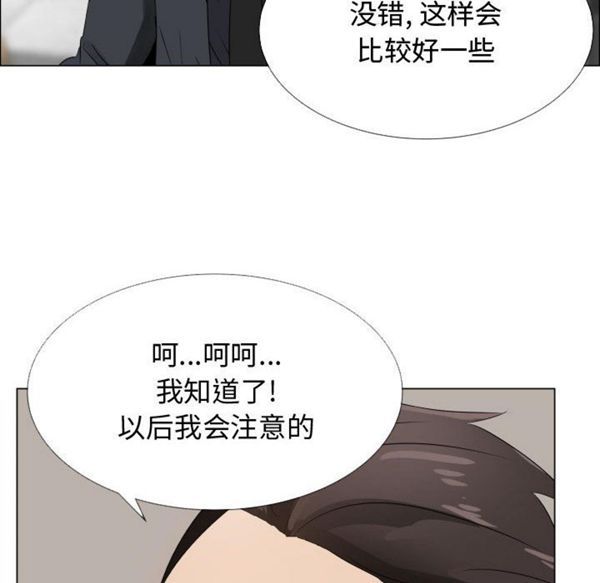 没错, 这样会
比较好一些
呵...呵呵...
我知道了!
以后我会注意的